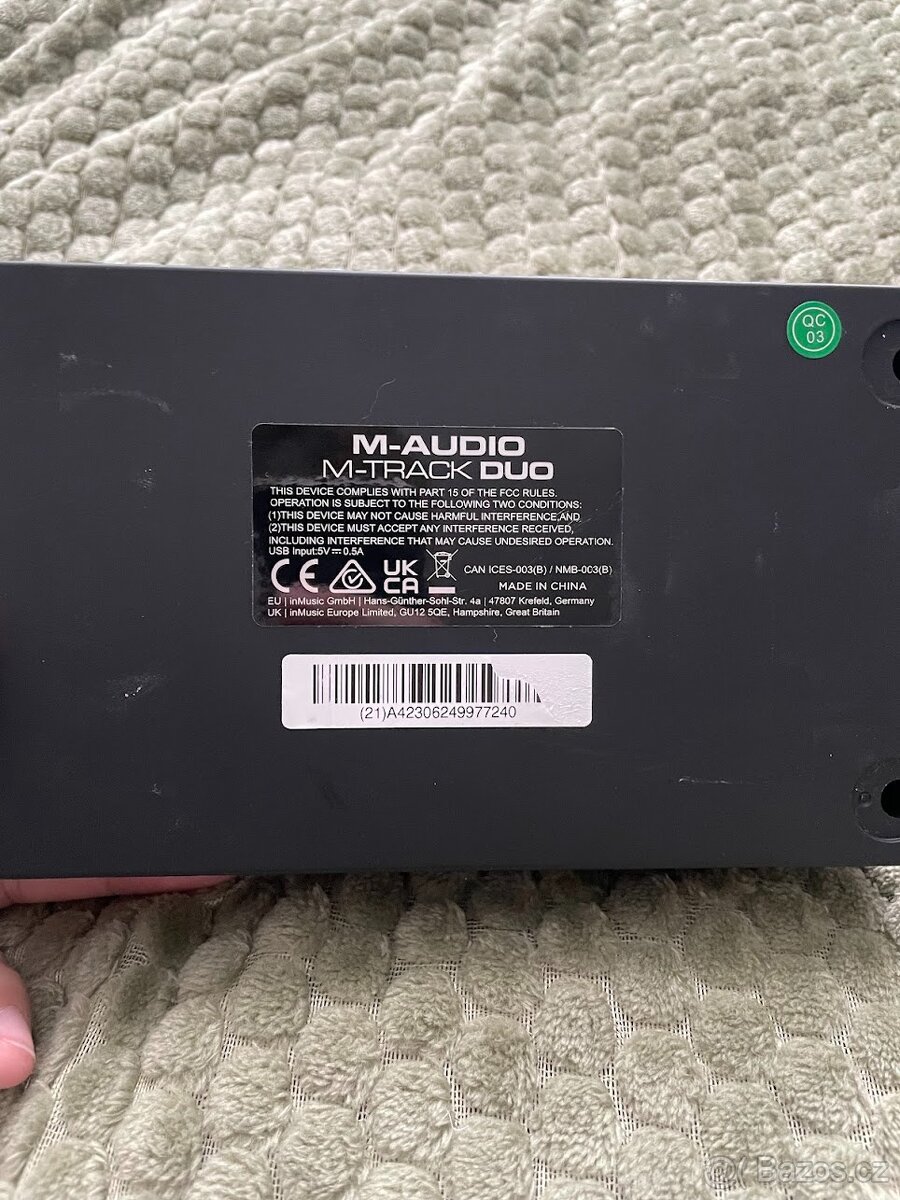 QC
03
M-AUDIO
M-TRACK DUO
THIS DEVICE COMPLIES WITH PART 15 OF THE FCC RULES.
OPERATION IS SUBJECT TO THE FOLLOWING TWO CONDITIONS:
(1)THIS DEVICE MAY NOT CAUSE HARMFUL INTERFERENCE,AND
(2)THIS DEVICE MUST ACCEPT ANY INTERFERENCE RECEIVED,
INCLUDING INTERFERENCE THAT MAY CAUSE UNDESIRED OPERATION.
USB Input:5V⎓0.5A
CE UK CA CAN ICES-003(B) / NMB-003(B)
MADE IN CHINA
EU | inMusic GmbH | Hans-Günther-Sohl-Str. 4a | 47807 Krefeld, Germany
UK | inMusic Europe Limited, GU12 5QE, Hampshire, Great Britain
(21)A42306249977240
Bazos.cz